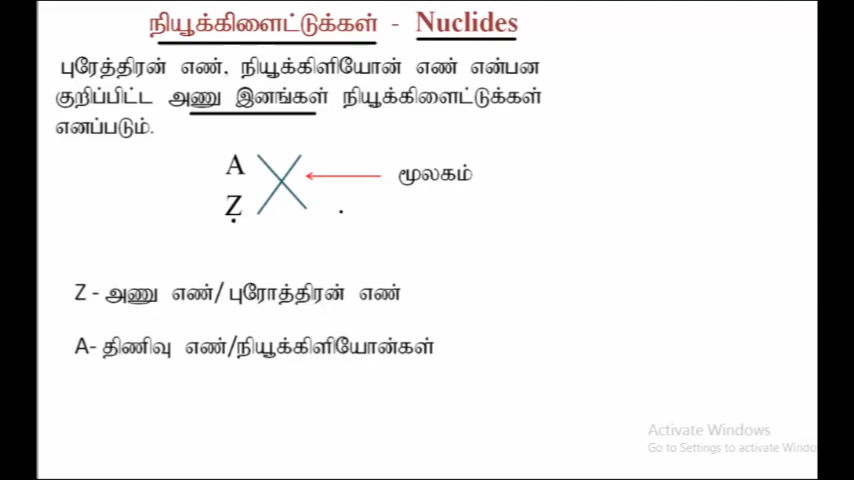 நியூக்கிளைட்டுக்கள் - Nuclides
புரேத்திரன் எண், நியூக்கிளியோன் எண் என்பன
குறிப்பிட்ட அணு இனங்கள் நியூக்கிளைட்டுக்கள்
எனப்படும்.
A
மூலகம்
Z
Z - அணு எண்/ புரோத்திரன் எண்
A- திணிவு எண்/நியூக்கிளியோன்கள்
Activate Windows
Go to Settings to activate Windo